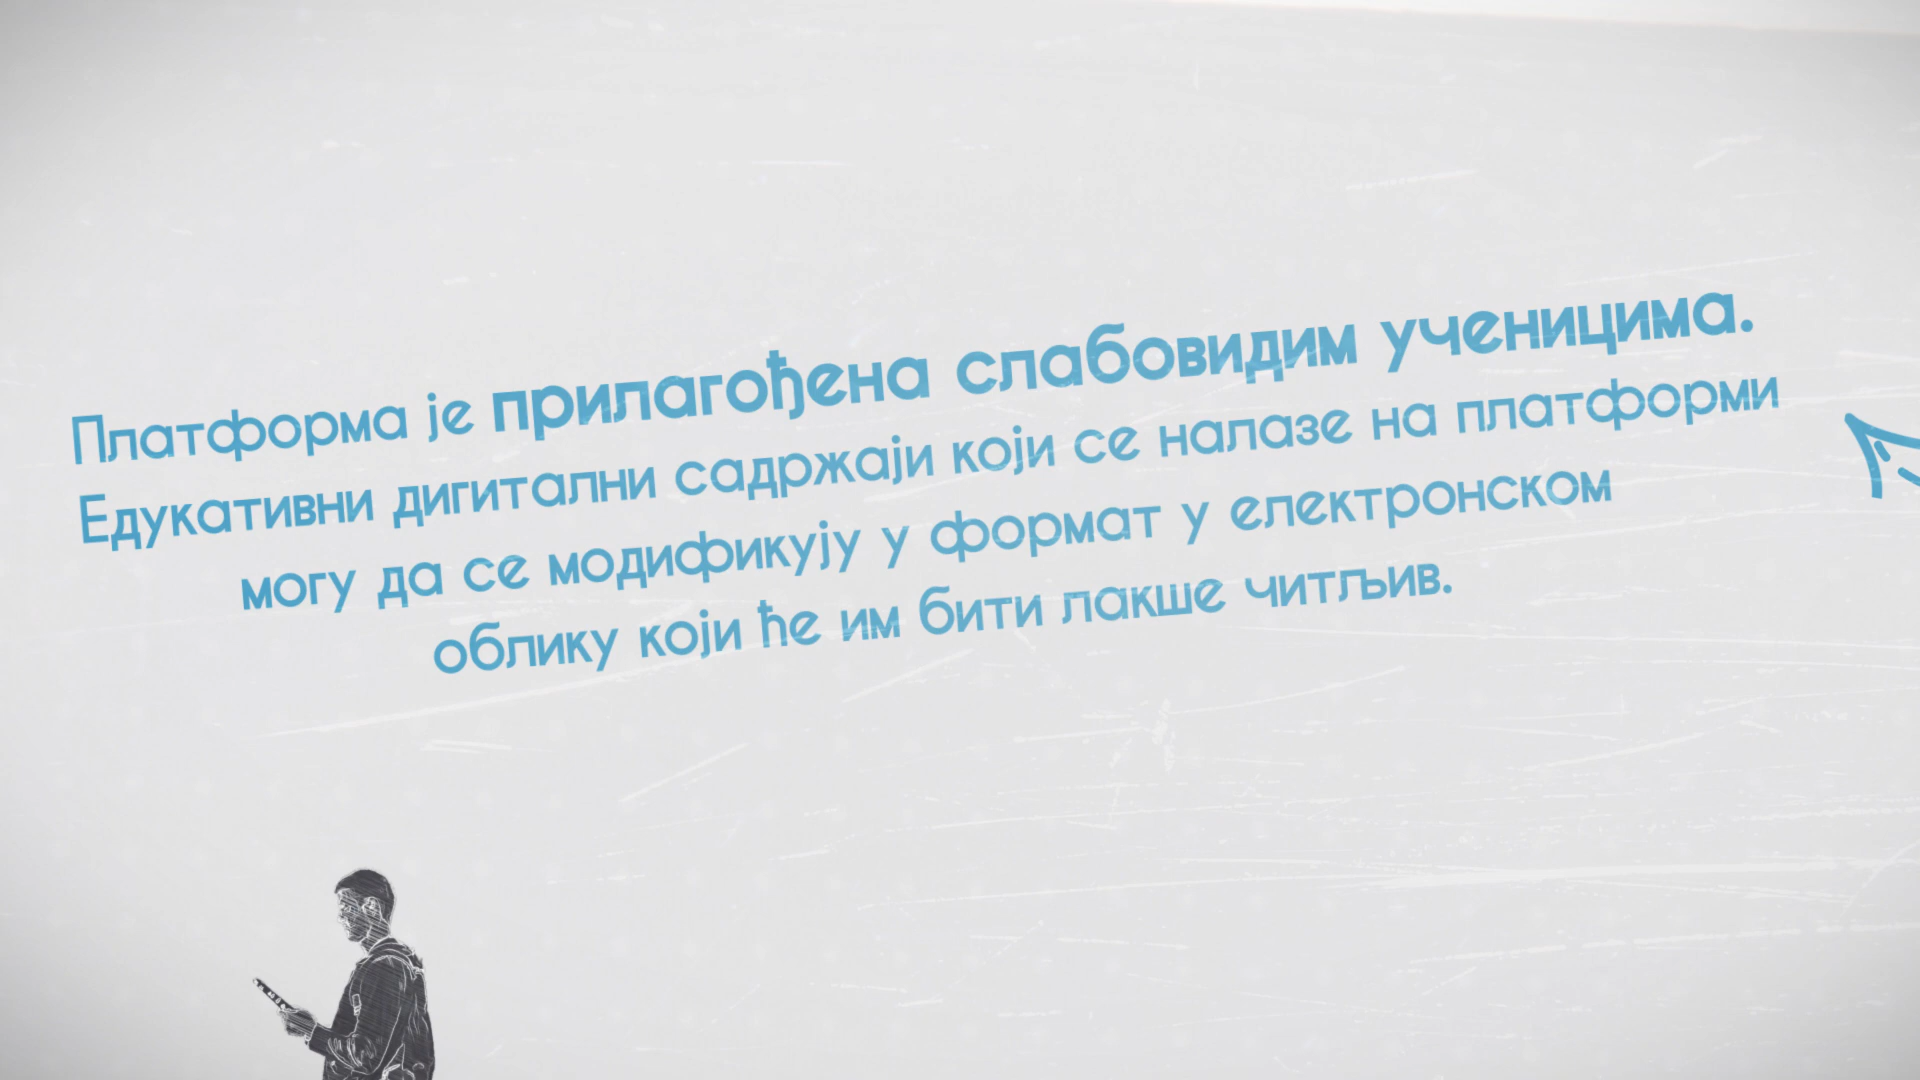 Платформа је прилагођена слабовидим ученицима.
Едукативни дигитални садржаји који се налазе на платформи
могу да се модификују у формат у електронском
облику који ће им бити лакше читљив.